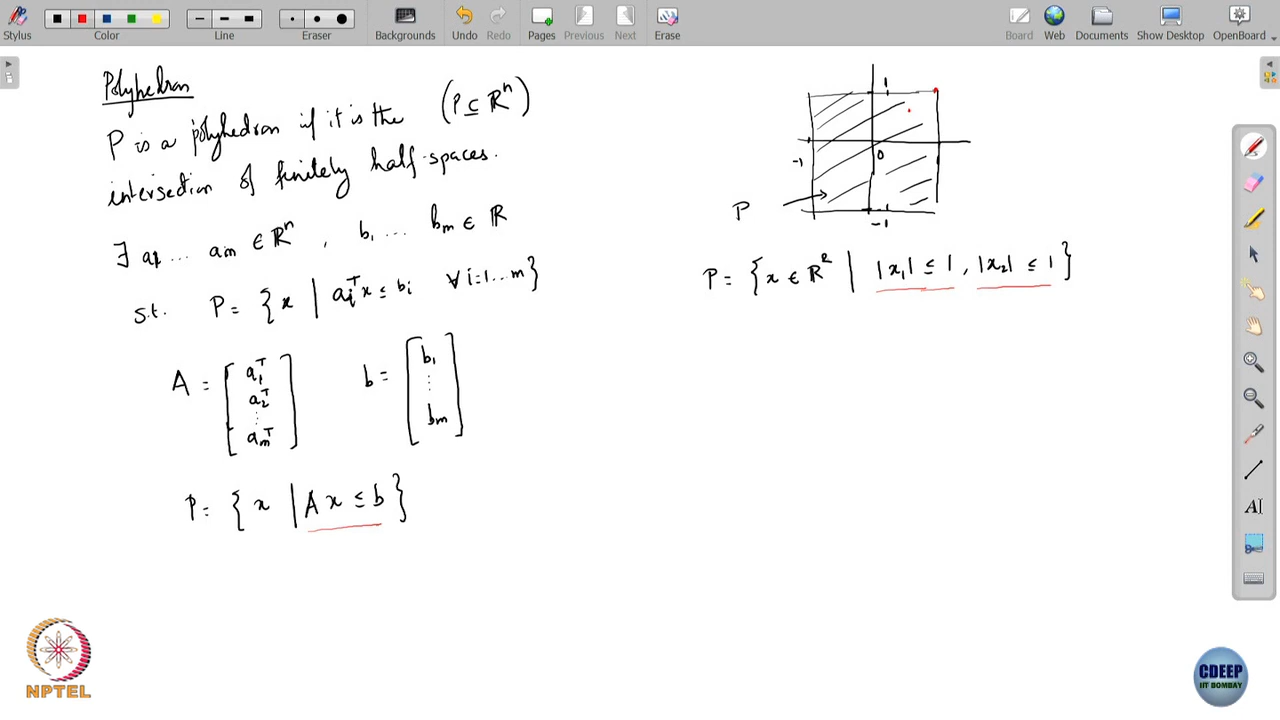 Stylus
Color
Line
Eraser
Backgrounds
Undo
Redo
Pages
Previous
Next
Erase
Board
Web
Documents
Show Desktop
OpenBoard
Polyhedron
P is a polyhedron if it is the (P ⊆ ℝⁿ)
intersection of finitely half-spaces.
∃ a₁ ... aₘ ∈ ℝⁿ, b₁ ... bₘ ∈ ℝ
s.t. P = { x | aᵢᵀx ≤ bᵢ ∀ i=1...m }
A = [ a₁ᵀ a₂ᵀ ⋮ aₘᵀ ] b = [ b₁ ⋮ bₘ ]
P = { x | Ax ≤ b }
1
-1 0
P
-1
P = { x ∈ ℝ² | |x₁| ≤ 1, |x₂| ≤ 1 }
NPTEL
CDEEP
IIT BOMBAY